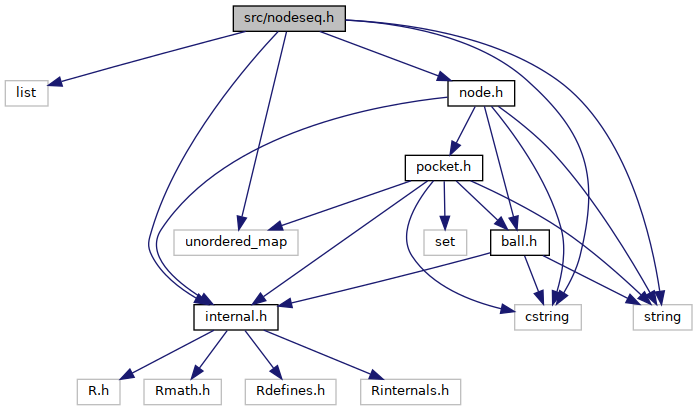 src/nodeseq.h
list
node.h
pocket.h
unordered_map
set
ball.h
internal.h
cstring
string
R.h
Rmath.h
Rdefines.h
Rinternals.h